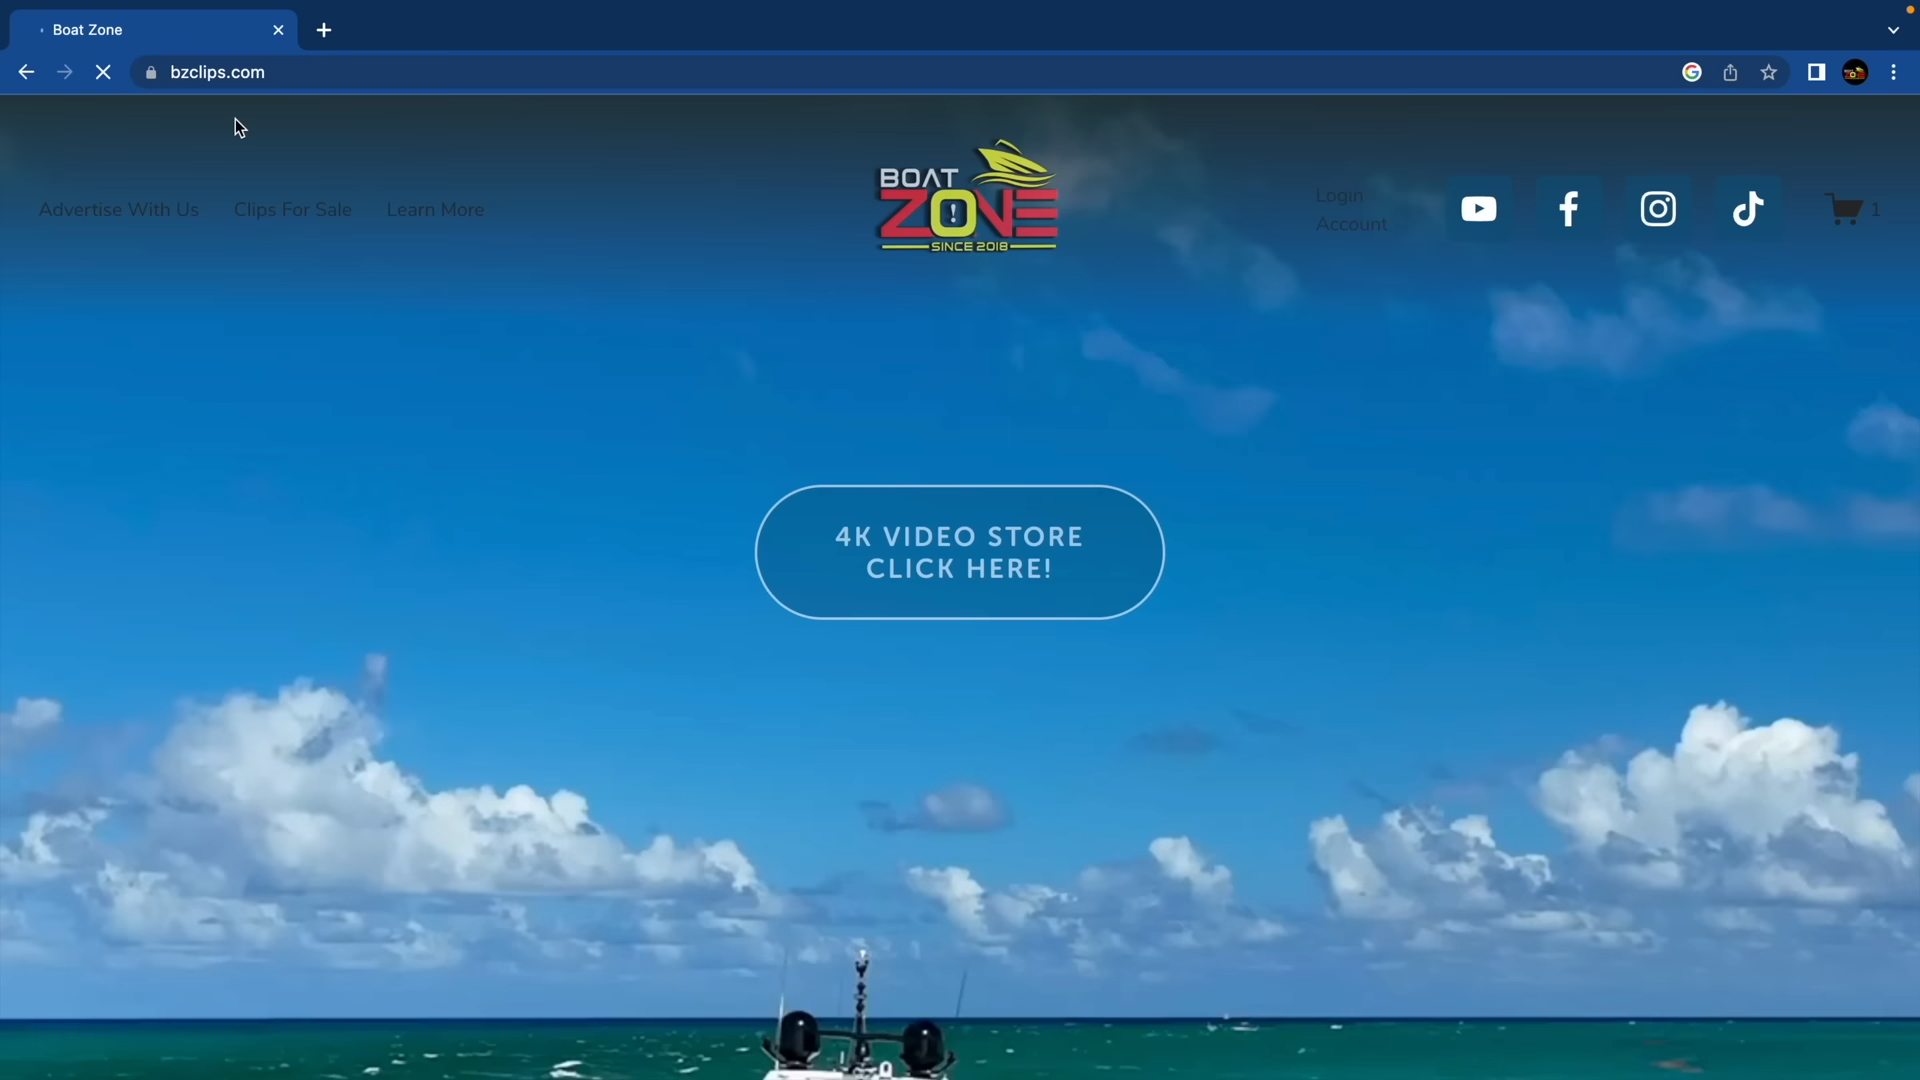 Boat Zone
bzclips.com
Advertise With Us
Clips For Sale
Learn More
BOAT
ZONE
SINCE 2018
Login
Account
1
4K VIDEO STORE
CLICK HERE!